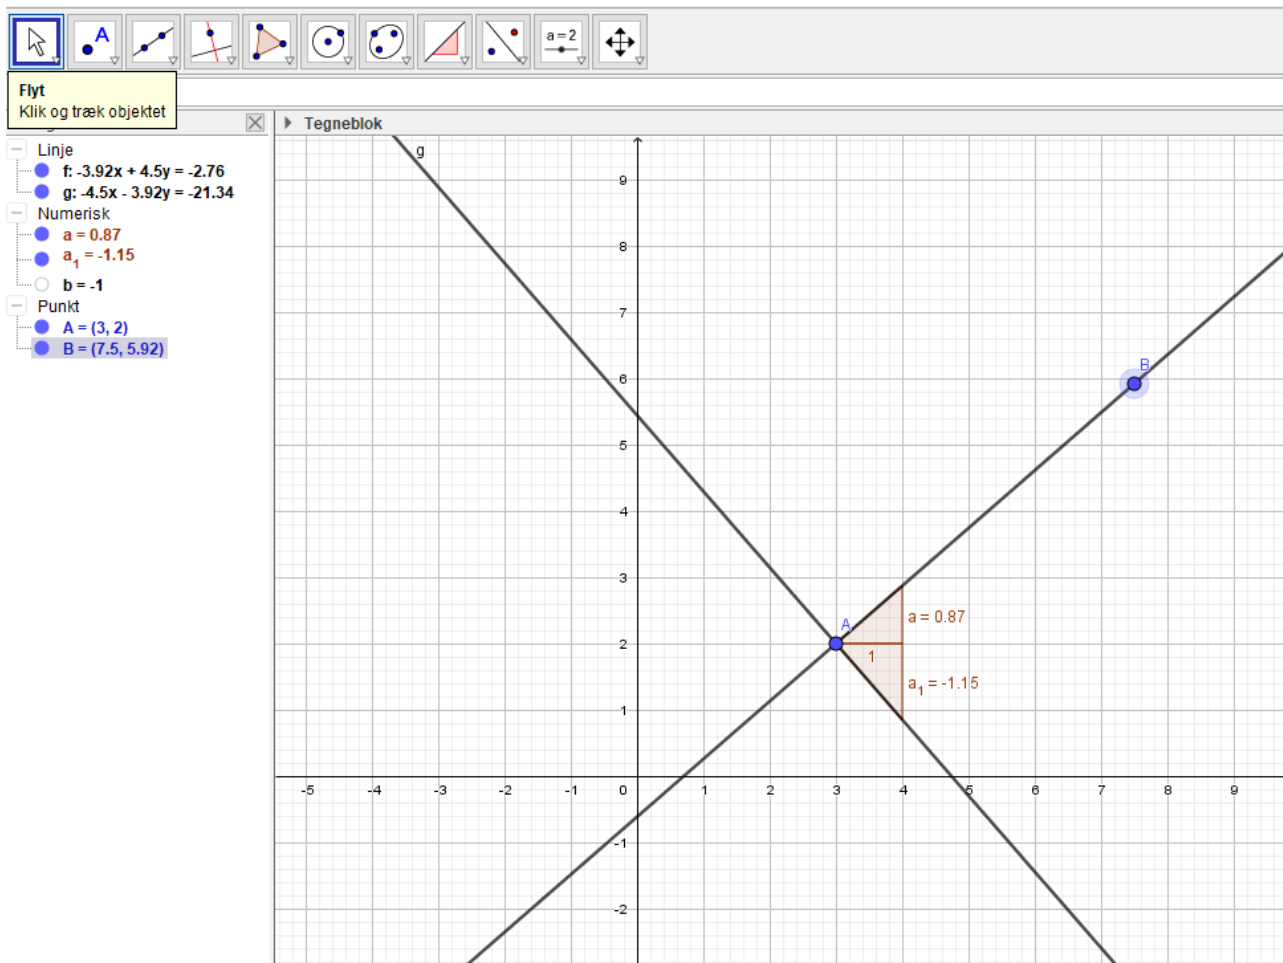 A
a = 2
Flyt
Klik og træk objektet
Tegneblok
Linje
f: -3.92x + 4.5y = -2.76
g: -4.5x - 3.92y = -21.34
Numerisk
a = 0.87
a₁ = -1.15
b = -1
Punkt
A = (3, 2)
B = (7.5, 5.92)
g
9
8
7
6
B
5
4
3
A
a = 0.87
2
1
a₁ = -1.15
1
-5 -4 -3 -2 -1 0 1 2 3 4 5 6 7 8 9
-1
-2